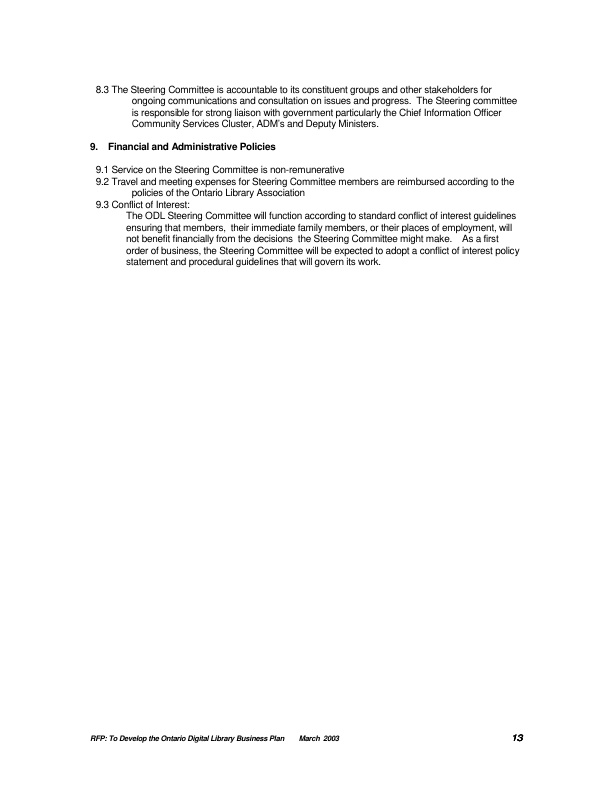 8.3 The Steering Committee is accountable to its constituent groups and other stakeholders for
ongoing communications and consultation on issues and progress.  The Steering committee
is responsible for strong liaison with government particularly the Chief Information Officer
Community Services Cluster, ADM's and Deputy Ministers.
9.   Financial and Administrative Policies
9.1 Service on the Steering Committee is non-remunerative
9.2 Travel and meeting expenses for Steering Committee members are reimbursed according to the
policies of the Ontario Library Association
9.3 Conflict of Interest:
The ODL Steering Committee will function according to standard conflict of interest guidelines
ensuring that members,  their immediate family members, or their places of employment, will
not benefit financially from the decisions  the Steering Committee might make.    As a first
order of business, the Steering Committee will be expected to adopt a conflict of interest policy
statement and procedural guidelines that will govern its work.
RFP: To Develop the Ontario Digital Library Business Plan     March  2003     13